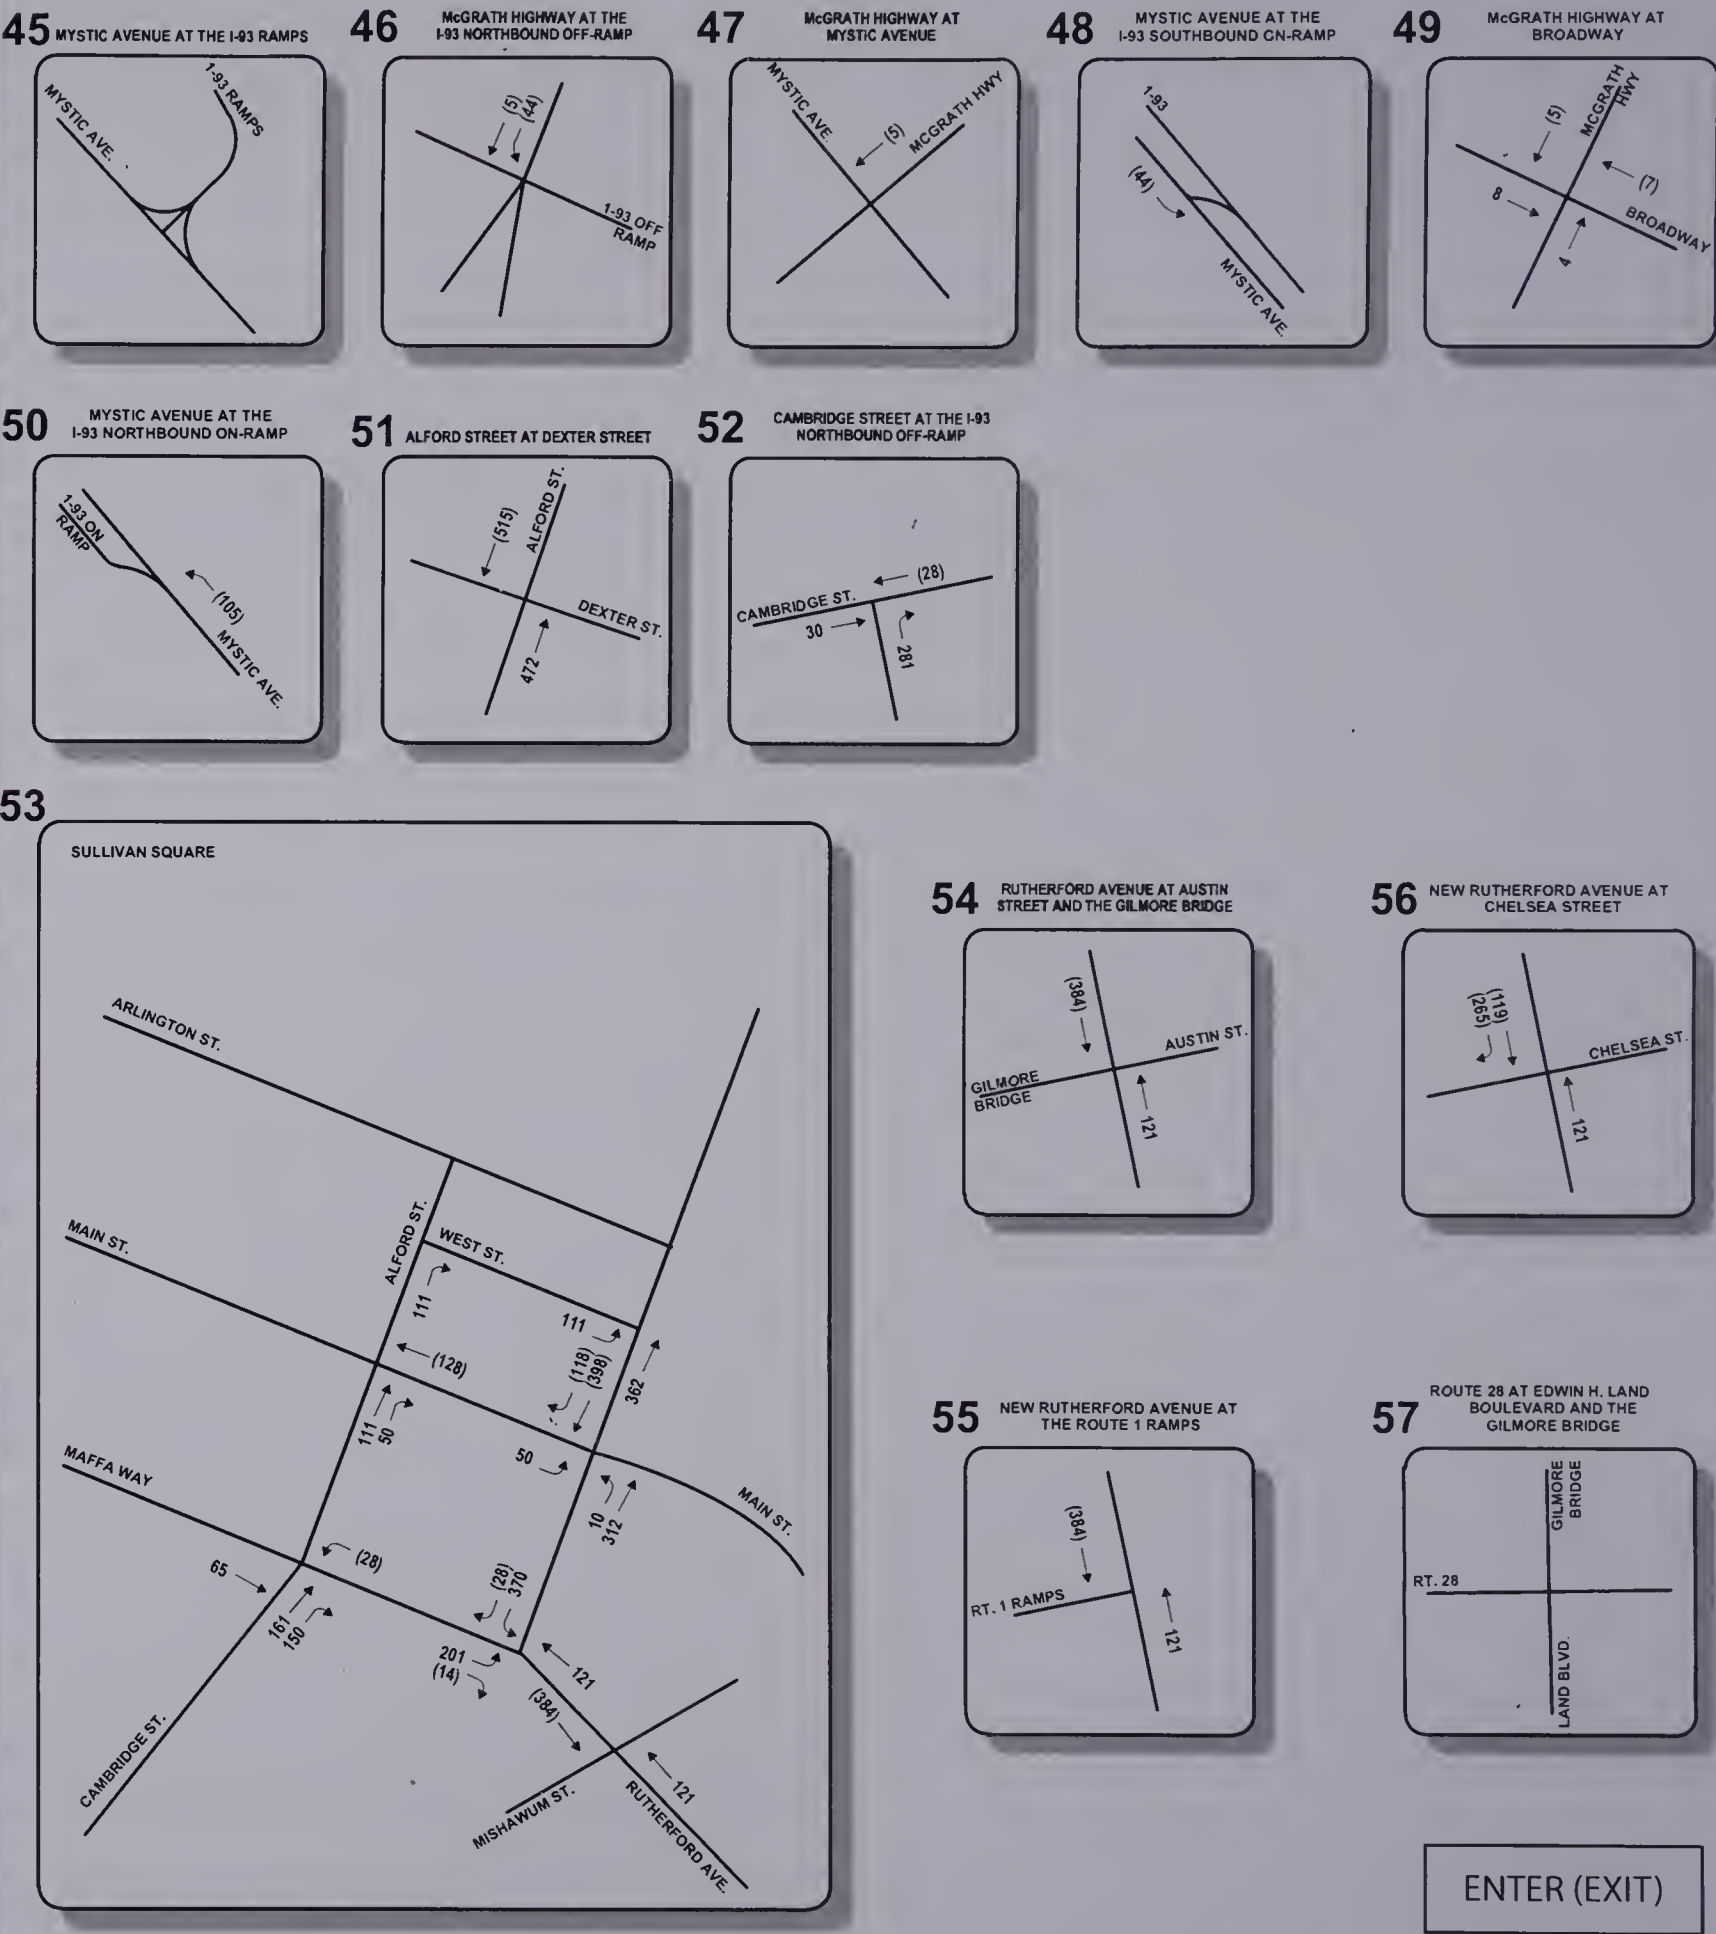 45 MYSTIC AVENUE AT THE I-93 RAMPS
MYSTIC AVE.
1-93 RAMPS
46 McGRATH HIGHWAY AT THE
I-93 NORTHBOUND OFF-RAMP
(5)
(44)
1-93 OFF
RAMP
47 McGRATH HIGHWAY AT
MYSTIC AVENUE
MYSTIC AVE.
(5)
MCGRATH HWY
48 MYSTIC AVENUE AT THE
I-93 SOUTHBOUND ON-RAMP
1-93
(44)
MYSTIC AVE.
49 McGRATH HIGHWAY AT
BROADWAY
(5)
MCGRATH
HWY
(7)
8
BROADWAY
4
50 MYSTIC AVENUE AT THE
I-93 NORTHBOUND ON-RAMP
1-93 ON
RAMP
(105)
MYSTIC AVE.
51 ALFORD STREET AT DEXTER STREET
(515)
ALFORD ST.
DEXTER ST.
472
52 CAMBRIDGE STREET AT THE I-93
NORTHBOUND OFF-RAMP
(28)
CAMBRIDGE ST.
30
281
53
SULLIVAN SQUARE
ARLINGTON ST.
MAIN ST.
ALFORD ST.
WEST ST.
111
111
(128)
(118)
(398)
362
111
50
50
MAFFA WAY
10
312
MAIN ST.
65
(28)
161
150
(28)
370
201
(14)
121
(384)
CAMBRIDGE ST.
MISHAWUM ST.
121
RUTHERFORD AVE.
54 RUTHERFORD AVENUE AT AUSTIN
STREET AND THE GILMORE BRIDGE
(384)
AUSTIN ST.
GILMORE
BRIDGE
121
56 NEW RUTHERFORD AVENUE AT
CHELSEA STREET
(119)
(265)
CHELSEA ST.
121
55 NEW RUTHERFORD AVENUE AT
THE ROUTE 1 RAMPS
(384)
RT. 1 RAMPS
121
57 ROUTE 28 AT EDWIN H. LAND
BOULEVARD AND THE
GILMORE BRIDGE
GILMORE
BRIDGE
RT. 28
LAND BLVD.
ENTER (EXIT)